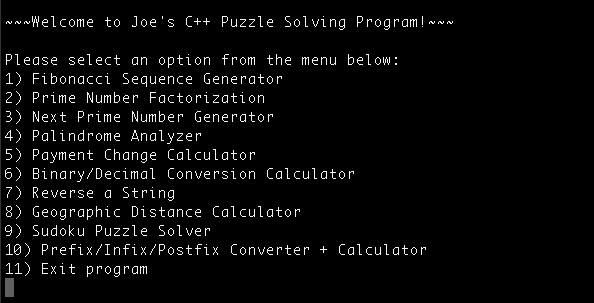 ~~~Welcome to Joe's C++ Puzzle Solving Program!~~~
Please select an option from the menu below:
1) Fibonacci Sequence Generator
2) Prime Number Factorization
3) Next Prime Number Generator
4) Palindrome Analyzer
5) Payment Change Calculator
6) Binary/Decimal Conversion Calculator
7) Reverse a String
8) Geographic Distance Calculator
9) Sudoku Puzzle Solver
10) Prefix/Infix/Postfix Converter + Calculator
11) Exit program